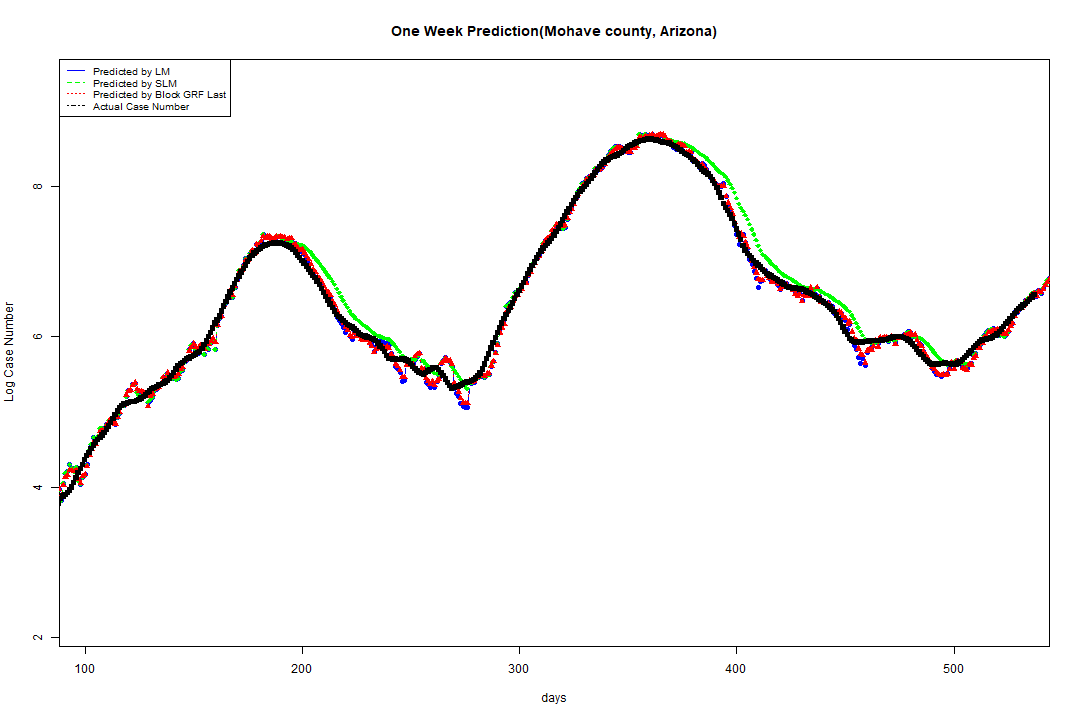 One Week Prediction(Mohave county, Arizona)
Predicted by LM
Predicted by SLM
Predicted by Block GRF Last
Actual Case Number
Log Case Number
8
6
4
2
100 200 300 400 500
days